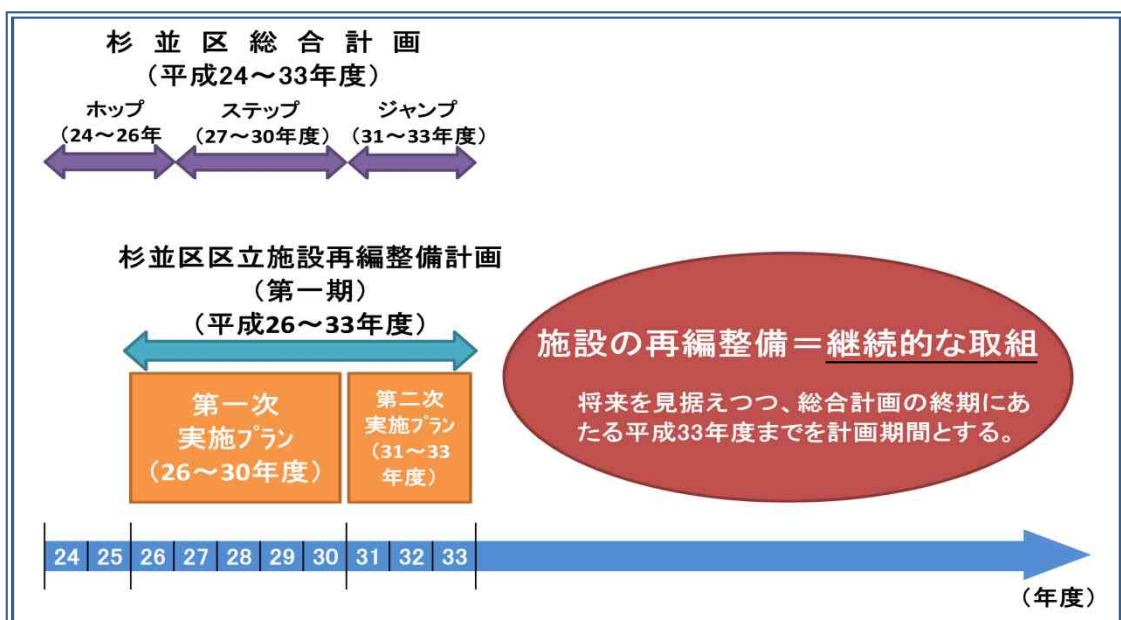 杉並区総合計画
（平成24～33年度）
ホップ
（24～26年
ステップ
（27～30年度）
ジャンプ
（31～33年度）
杉並区区立施設再編整備計画
（第一期）
（平成26～33年度）
第一次
実施プラン
（26～30年度）
第二次
実施プラン
（31～33
年度）
施設の再編整備＝継続的な取組
将来を見据えつつ、総合計画の終期にあ
たる平成33年度までを計画期間とする。
24 25 26 27 28 29 30 31 32 33
（年度）